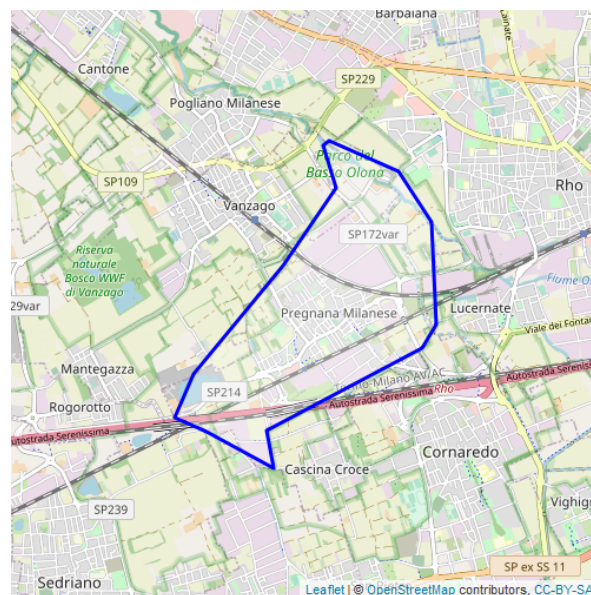 Barbaiana
Lainate
Cantone
SP229
Pogliano Milanese
Parco del
Basso Olona
SP109
Rho
Vanzago
SP172var
Riserva
naturale
Bosco WWF
di Vanzago
29var
Fiume O
Pregnana Milanese
Lucernate
Viale dei Fontan
Mantegazza
Torino-Milano AV/AC
Autostrada Serenissima
SP214
Rho
Rogorotto
Autostrada Serenissima
Autostrada Serenissima
Cornaredo
Cascina Croce
SP239
Vighig
SP ex SS 11
Sedriano
Leaflet | © OpenStreetMap contributors, CC-BY-SA